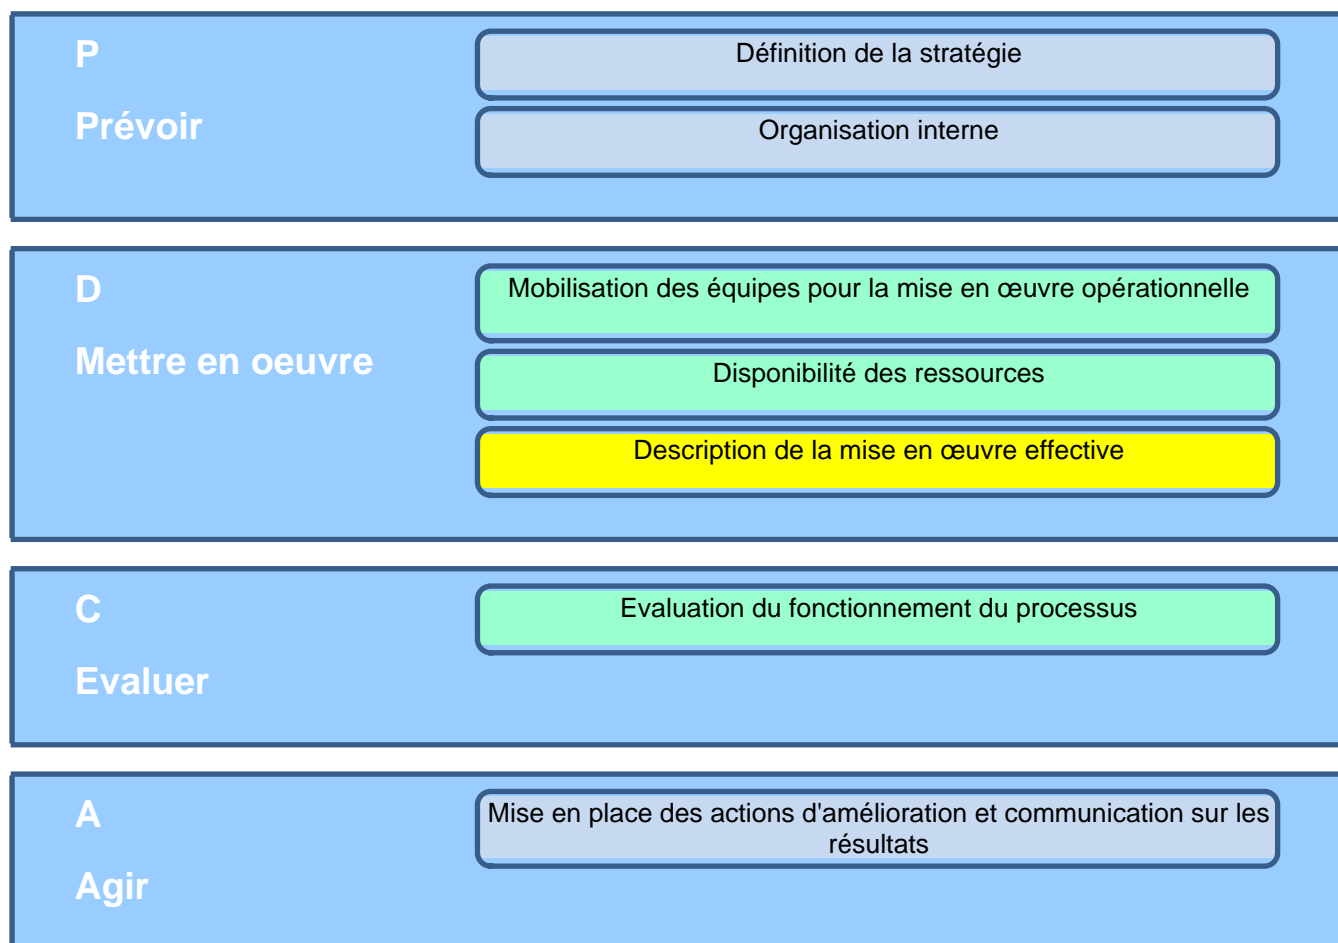 P
Prévoir
Définition de la stratégie
Organisation interne
D
Mettre en oeuvre
Mobilisation des équipes pour la mise en œuvre opérationnelle
Disponibilité des ressources
Description de la mise en œuvre effective
C
Evaluer
Evaluation du fonctionnement du processus
A
Agir
Mise en place des actions d'amélioration et communication sur les
résultats